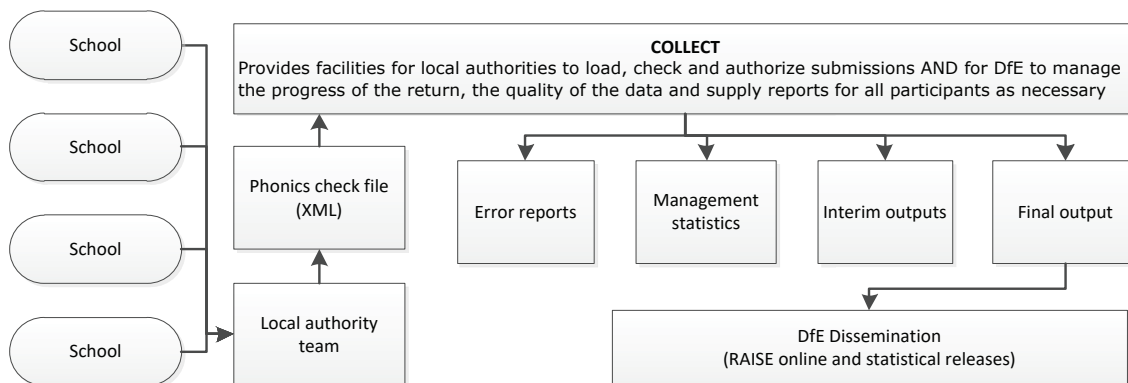 School
School
School
School
COLLECT
Provides facilities for local authorities to load, check and authorize submissions AND for DfE to manage
the progress of the return, the quality of the data and supply reports for all participants as necessary
Phonics check file
(XML)
Local authority
team
Error reports
Management
statistics
Interim outputs
Final output
DfE Dissemination
(RAISE online and statistical releases)